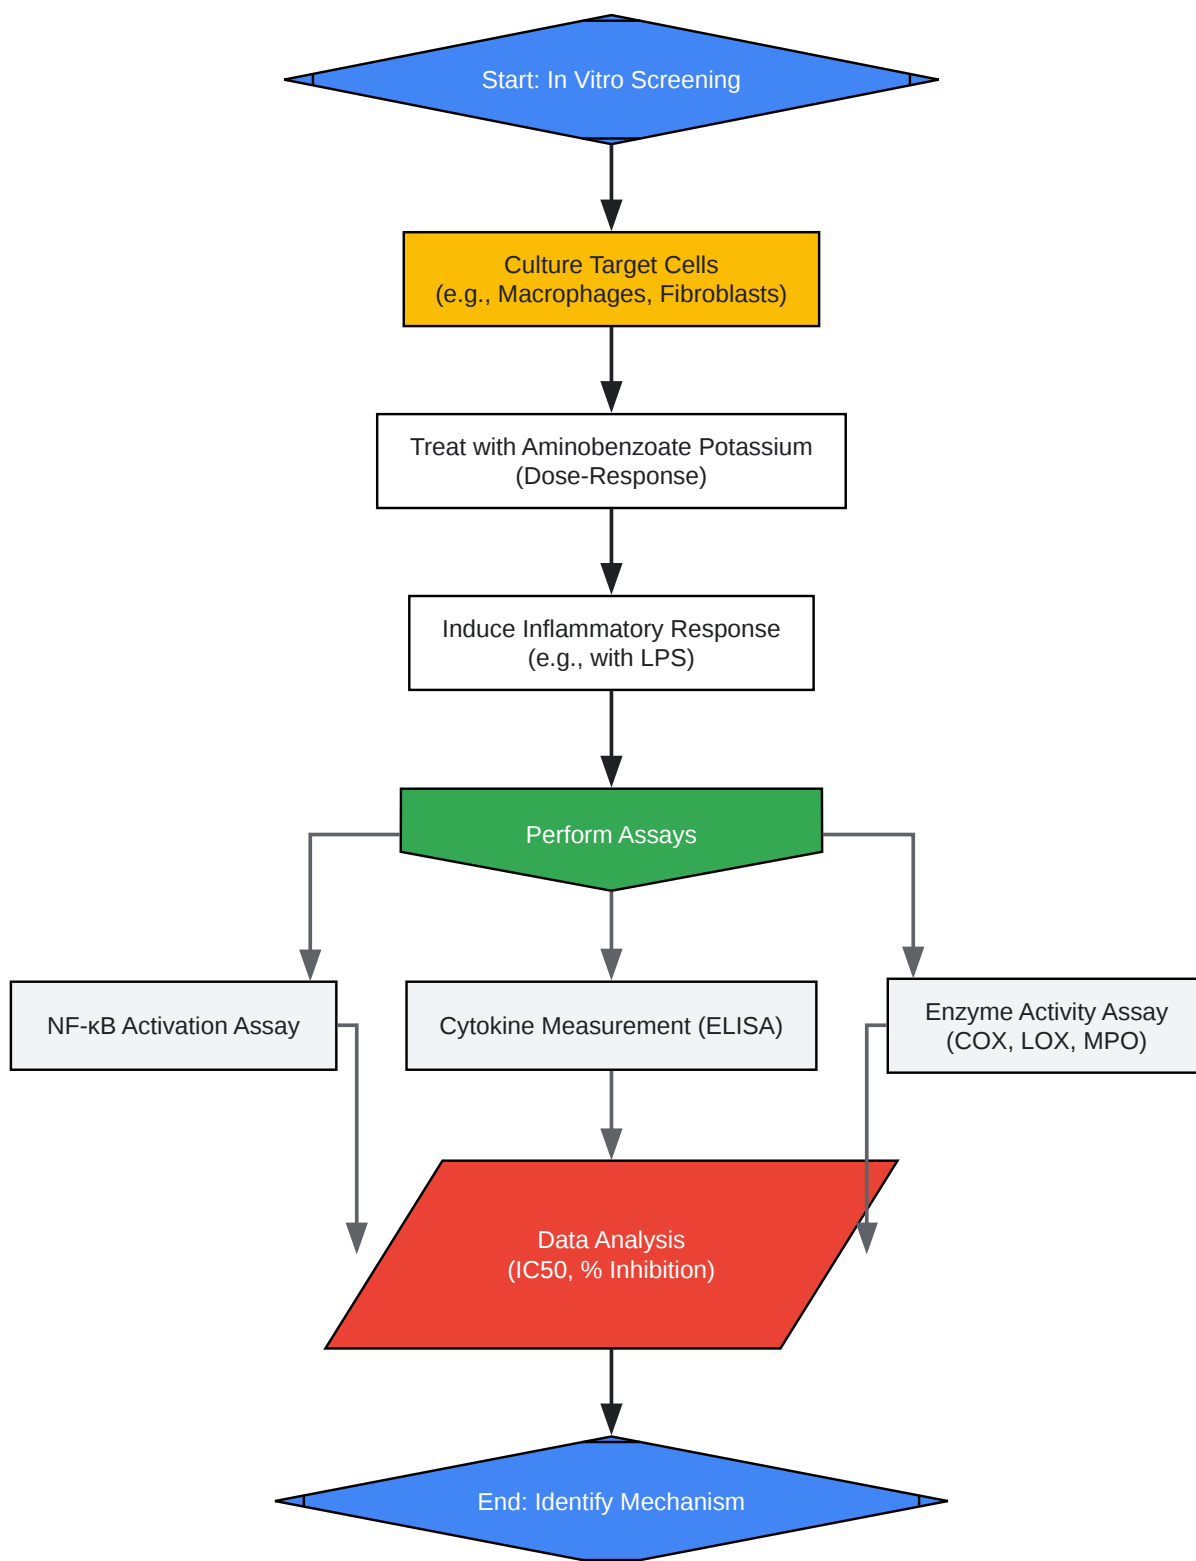 Start: In Vitro Screening
Culture Target Cells
(e.g., Macrophages, Fibroblasts)
Treat with Aminobenzoate Potassium
(Dose-Response)
Induce Inflammatory Response
(e.g., with LPS)
Perform Assays
NF-κB Activation Assay
Cytokine Measurement (ELISA)
Enzyme Activity Assay
(COX, LOX, MPO)
Data Analysis
(IC50, % Inhibition)
End: Identify Mechanism